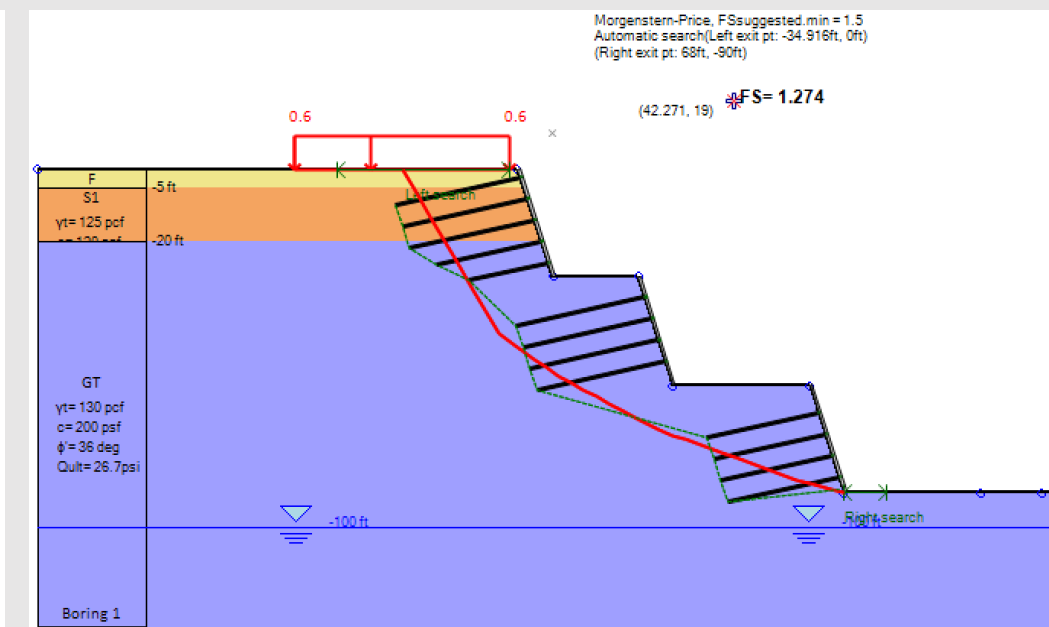 Morgenstern-Price, FSsuggested.min = 1.5
Automatic search(Left exit pt: -34.916ft, 0ft)
(Right exit pt: 68ft, -90ft)
(42.271, 19)
FS= 1.274
0.6
0.6
F
-5 ft
Left search
S1
γt= 125 pcf
-20 ft
GT
γt= 130 pcf
c= 200 psf
ϕ'= 36 deg
Qult= 26.7psi
-100 ft
Right search
-100 ft
Boring 1